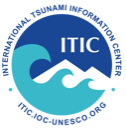 INTERNATIONAL TSUNAMI INFORMATION CENTER
ITIC
• ITIC.IOC-UNESCO.ORG •